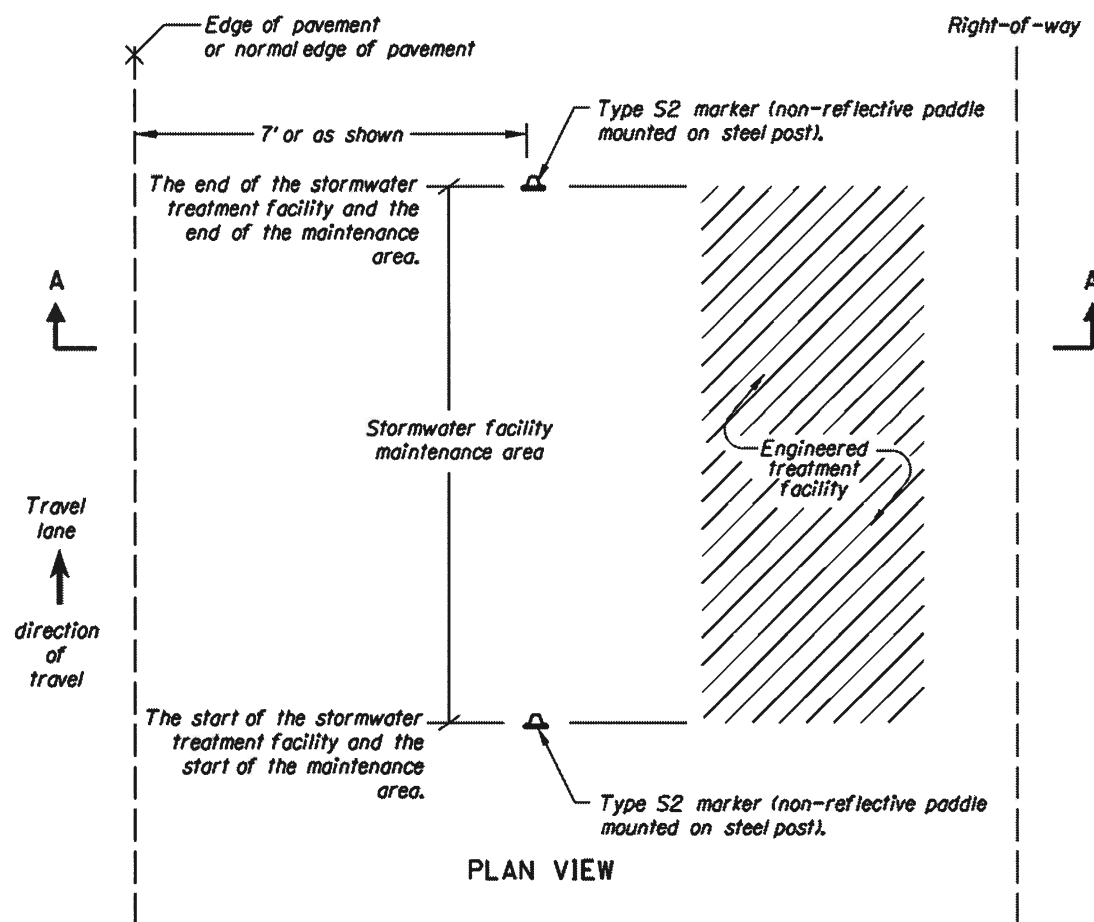 Edge of pavement
or normal edge of pavement
Right-of-way
Type S2 marker (non-reflective paddle
mounted on steel post).
7' or as shown
The end of the stormwater
treatment facility and the
end of the maintenance
area.
A
A
Stormwater facility
maintenance area
Engineered
treatment
facility
Travel
lane
direction
of
travel
The start of the stormwater
treatment facility and the
start of the maintenance
area.
Type S2 marker (non-reflective paddle
mounted on steel post).
PLAN VIEW